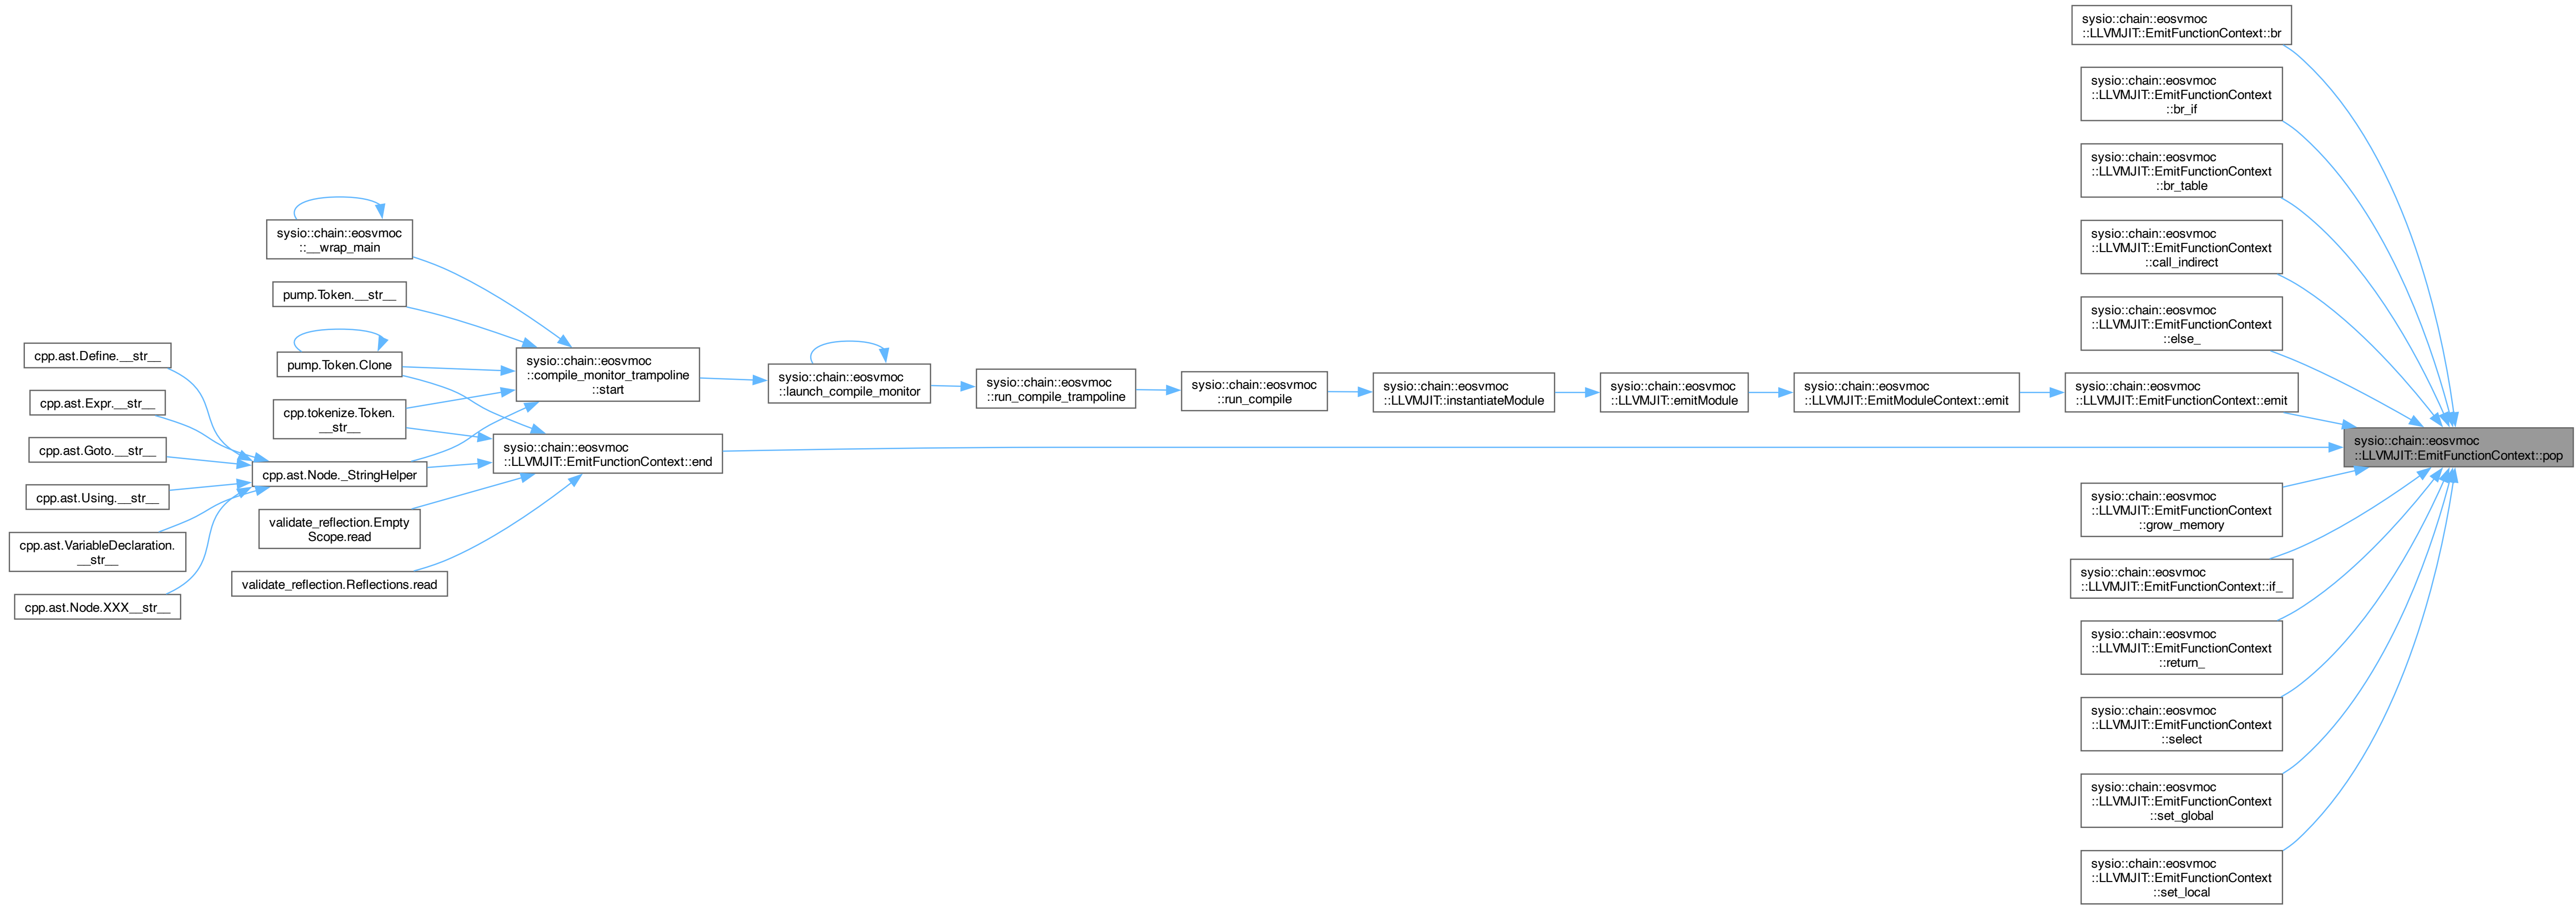 cpp.ast.Define.__str__
cpp.ast.Expr.__str__
cpp.ast.Goto.__str__
cpp.ast.Using.__str__
cpp.ast.VariableDeclaration.
__str__
cpp.ast.Node.XXX__str__
sysio::chain::eosvmoc
::__wrap_main
pump.Token.__str__
pump.Token.Clone
cpp.tokenize.Token.
__str__
cpp.ast.Node._StringHelper
validate_reflection.Empty
Scope.read
validate_reflection.Reflections.read
sysio::chain::eosvmoc
::compile_monitor_trampoline
::start
sysio::chain::eosvmoc
::LLVMJIT::EmitFunctionContext::end
sysio::chain::eosvmoc
::launch_compile_monitor
sysio::chain::eosvmoc
::run_compile_trampoline
sysio::chain::eosvmoc
::run_compile
sysio::chain::eosvmoc
::LLVMJIT::instantiateModule
sysio::chain::eosvmoc
::LLVMJIT::emitModule
sysio::chain::eosvmoc
::LLVMJIT::EmitModuleContext::emit
sysio::chain::eosvmoc
::LLVMJIT::EmitFunctionContext::br
sysio::chain::eosvmoc
::LLVMJIT::EmitFunctionContext
::br_if
sysio::chain::eosvmoc
::LLVMJIT::EmitFunctionContext
::br_table
sysio::chain::eosvmoc
::LLVMJIT::EmitFunctionContext
::call_indirect
sysio::chain::eosvmoc
::LLVMJIT::EmitFunctionContext
::else_
sysio::chain::eosvmoc
::LLVMJIT::EmitFunctionContext::emit
sysio::chain::eosvmoc
::LLVMJIT::EmitFunctionContext
::grow_memory
sysio::chain::eosvmoc
::LLVMJIT::EmitFunctionContext::if_
sysio::chain::eosvmoc
::LLVMJIT::EmitFunctionContext
::return_
sysio::chain::eosvmoc
::LLVMJIT::EmitFunctionContext
::select
sysio::chain::eosvmoc
::LLVMJIT::EmitFunctionContext
::set_global
sysio::chain::eosvmoc
::LLVMJIT::EmitFunctionContext
::set_local
sysio::chain::eosvmoc
::LLVMJIT::EmitFunctionContext::pop